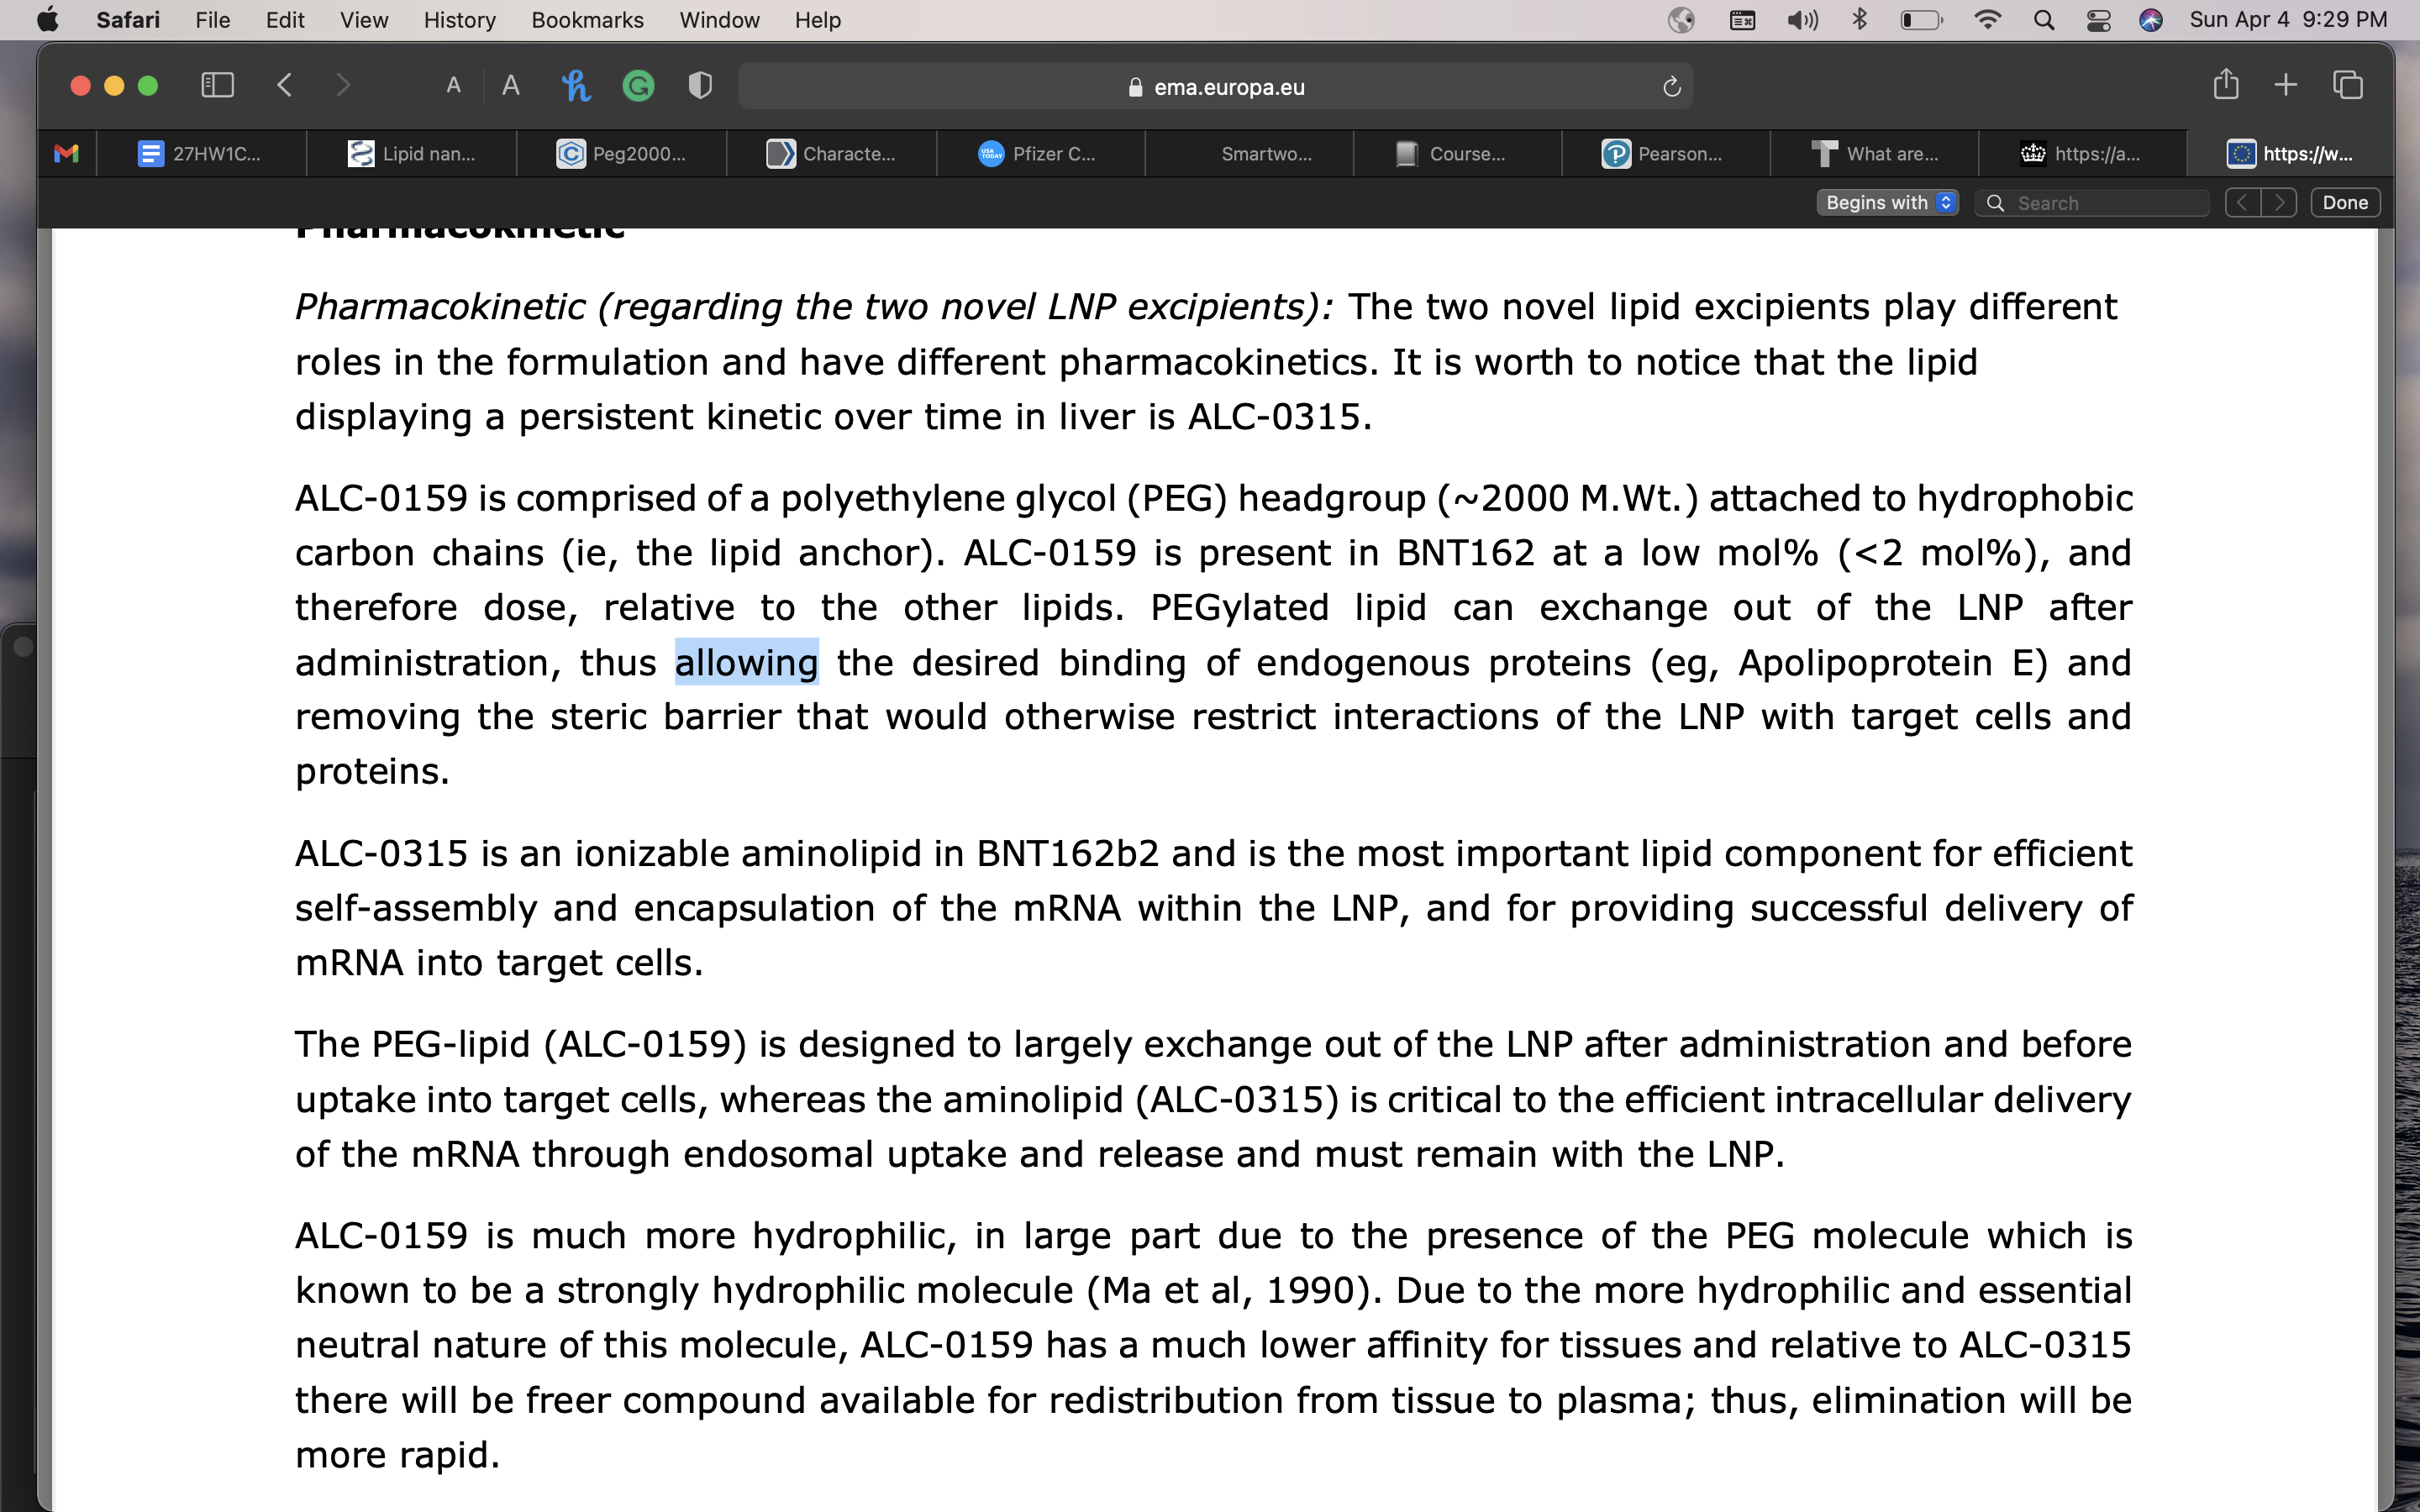 Safari File Edit View History Bookmarks Window Help Sun Apr 4 9:29 PM
A A ema.europa.eu
27HW1C... Lipid nan... Peg2000... Characte... Pfizer C... Smartwo... Course... Pearson... What are... https://a... https://w...
Begins with Search Done
Pharmacokinetic
Pharmacokinetic (regarding the two novel LNP excipients): The two novel lipid excipients play different
roles in the formulation and have different pharmacokinetics. It is worth to notice that the lipid
displaying a persistent kinetic over time in liver is ALC-0315.
ALC-0159 is comprised of a polyethylene glycol (PEG) headgroup (~2000 M.Wt.) attached to hydrophobic
carbon chains (ie, the lipid anchor). ALC-0159 is present in BNT162 at a low mol% (<2 mol%), and
therefore dose, relative to the other lipids. PEGylated lipid can exchange out of the LNP after
administration, thus allowing the desired binding of endogenous proteins (eg, Apolipoprotein E) and
removing the steric barrier that would otherwise restrict interactions of the LNP with target cells and
proteins.
ALC-0315 is an ionizable aminolipid in BNT162b2 and is the most important lipid component for efficient
self-assembly and encapsulation of the mRNA within the LNP, and for providing successful delivery of
mRNA into target cells.
The PEG-lipid (ALC-0159) is designed to largely exchange out of the LNP after administration and before
uptake into target cells, whereas the aminolipid (ALC-0315) is critical to the efficient intracellular delivery
of the mRNA through endosomal uptake and release and must remain with the LNP.
ALC-0159 is much more hydrophilic, in large part due to the presence of the PEG molecule which is
known to be a strongly hydrophilic molecule (Ma et al, 1990). Due to the more hydrophilic and essential
neutral nature of this molecule, ALC-0159 has a much lower affinity for tissues and relative to ALC-0315
there will be freer compound available for redistribution from tissue to plasma; thus, elimination will be
more rapid.